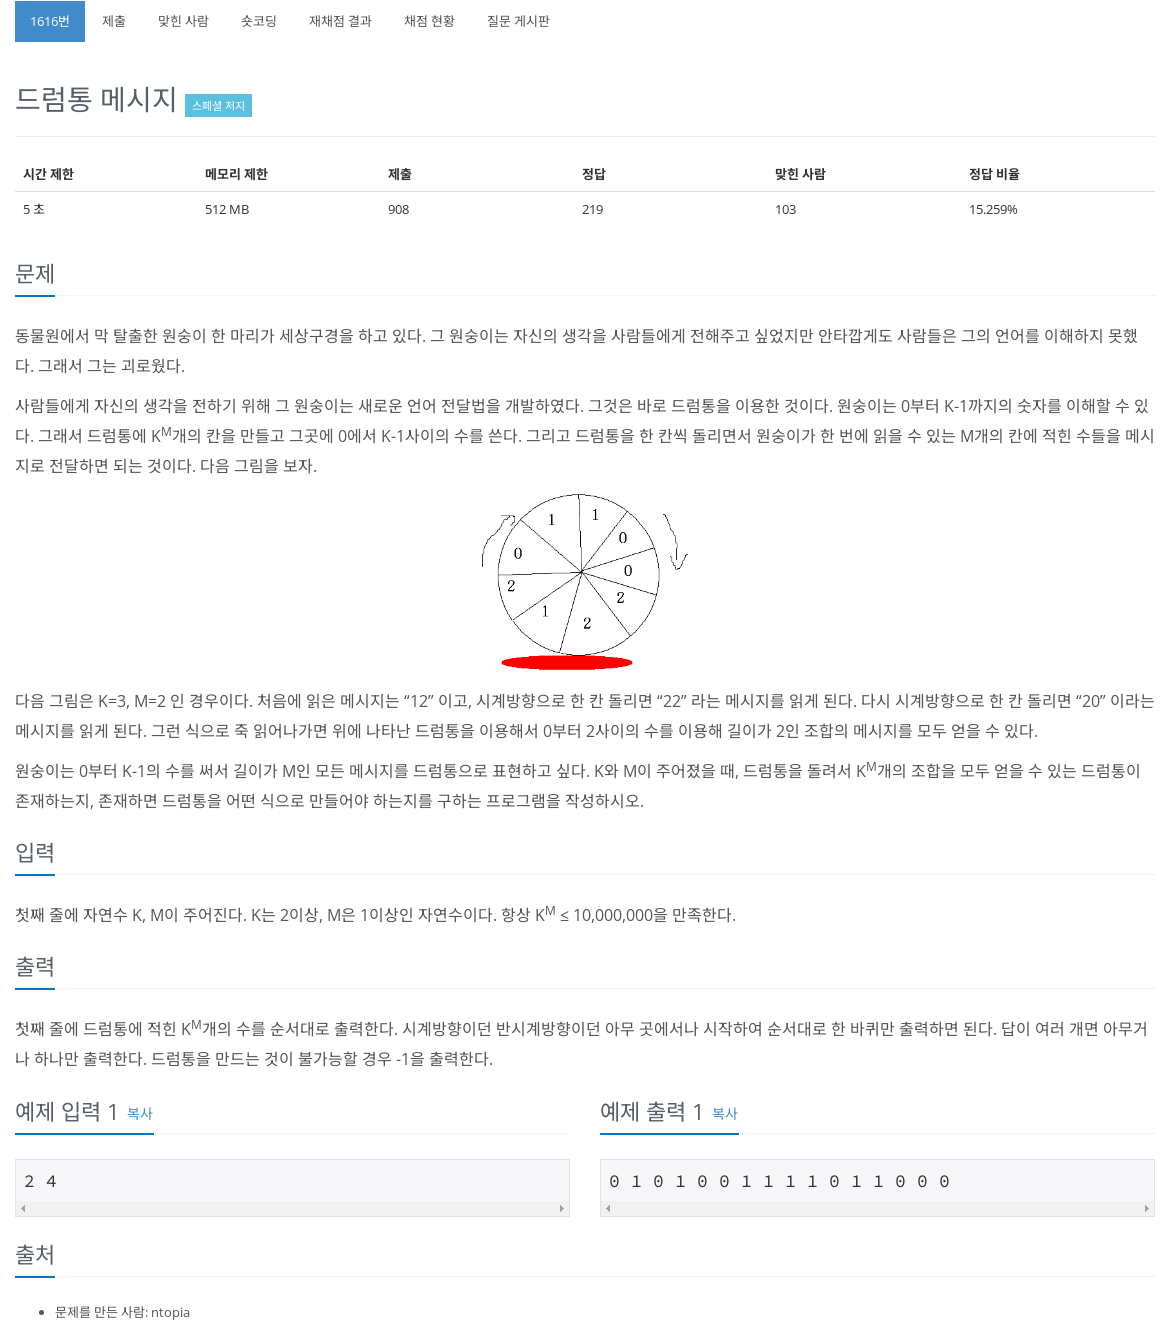 1616번 제출 맞힌 사람 숏코딩 재채점 결과 채점 현황 질문 게시판
드럼통 메시지 스페셜 저지
시간 제한 메모리 제한 제출 정답 맞힌 사람 정답 비율
5 초 512 MB 908 219 103 15.259%
문제
동물원에서 막 탈출한 원숭이 한 마리가 세상구경을 하고 있다. 그 원숭이는 자신의 생각을 사람들에게 전해주고 싶었지만 안타깝게도 사람들은 그의 언어를 이해하지 못했
다. 그래서 그는 괴로웠다.
사람들에게 자신의 생각을 전하기 위해 그 원숭이는 새로운 언어 전달법을 개발하였다. 그것은 바로 드럼통을 이용한 것이다. 원숭이는 0부터 K-1까지의 숫자를 이해할 수 있
다. 그래서 드럼통에 K^M개의 칸을 만들고 그곳에 0에서 K-1사이의 수를 쓴다. 그리고 드럼통을 한 칸씩 돌리면서 원숭이가 한 번에 읽을 수 있는 M개의 칸에 적힌 수들을 메시
지로 전달하면 되는 것이다. 다음 그림을 보자.
1 1
0
0
0
2
2
1
2
다음 그림은 K=3, M=2 인 경우이다. 처음에 읽은 메시지는 “12” 이고, 시계방향으로 한 칸 돌리면 “22” 라는 메시지를 읽게 된다. 다시 시계방향으로 한 칸 돌리면 “20” 이라는
메시지를 읽게 된다. 그런 식으로 죽 읽어나가면 위에 나타난 드럼통을 이용해서 0부터 2사이의 수를 이용해 길이가 2인 조합의 메시지를 모두 얻을 수 있다.
원숭이는 0부터 K-1의 수를 써서 길이가 M인 모든 메시지를 드럼통으로 표현하고 싶다. K와 M이 주어졌을 때, 드럼통을 돌려서 K^M개의 조합을 모두 얻을 수 있는 드럼통이
존재하는지, 존재하면 드럼통을 어떤 식으로 만들어야 하는지를 구하는 프로그램을 작성하시오.
입력
첫째 줄에 자연수 K, M이 주어진다. K는 2이상, M은 1이상인 자연수이다. 항상 K^M ≤ 10,000,000을 만족한다.
출력
첫째 줄에 드럼통에 적힌 K^M개의 수를 순서대로 출력한다. 시계방향이던 반시계방향이던 아무 곳에서나 시작하여 순서대로 한 바퀴만 출력하면 된다. 답이 여러 개면 아무거
나 하나만 출력한다. 드럼통을 만드는 것이 불가능할 경우 -1을 출력한다.
예제 입력 1 복사 예제 출력 1 복사
2 4
0 1 0 1 0 0 1 1 1 1 0 1 1 0 0 0
출처
문제를 만든 사람: ntopia